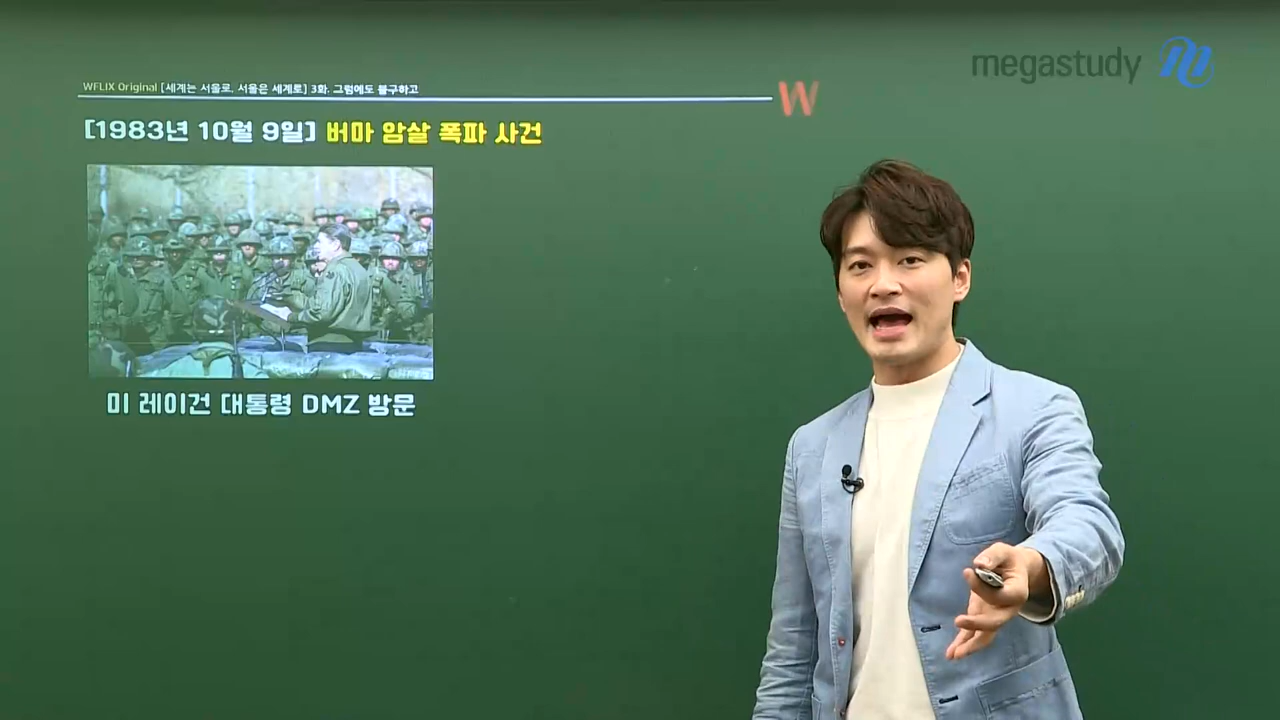 megastudy
WFLIX Original [세계는 서울로, 서울은 세계로] 3화. 그럼에도 불구하고
W
[1983년 10월 9일] 버마 암살 폭파 사건
미 레이건 대통령 DMZ 방문